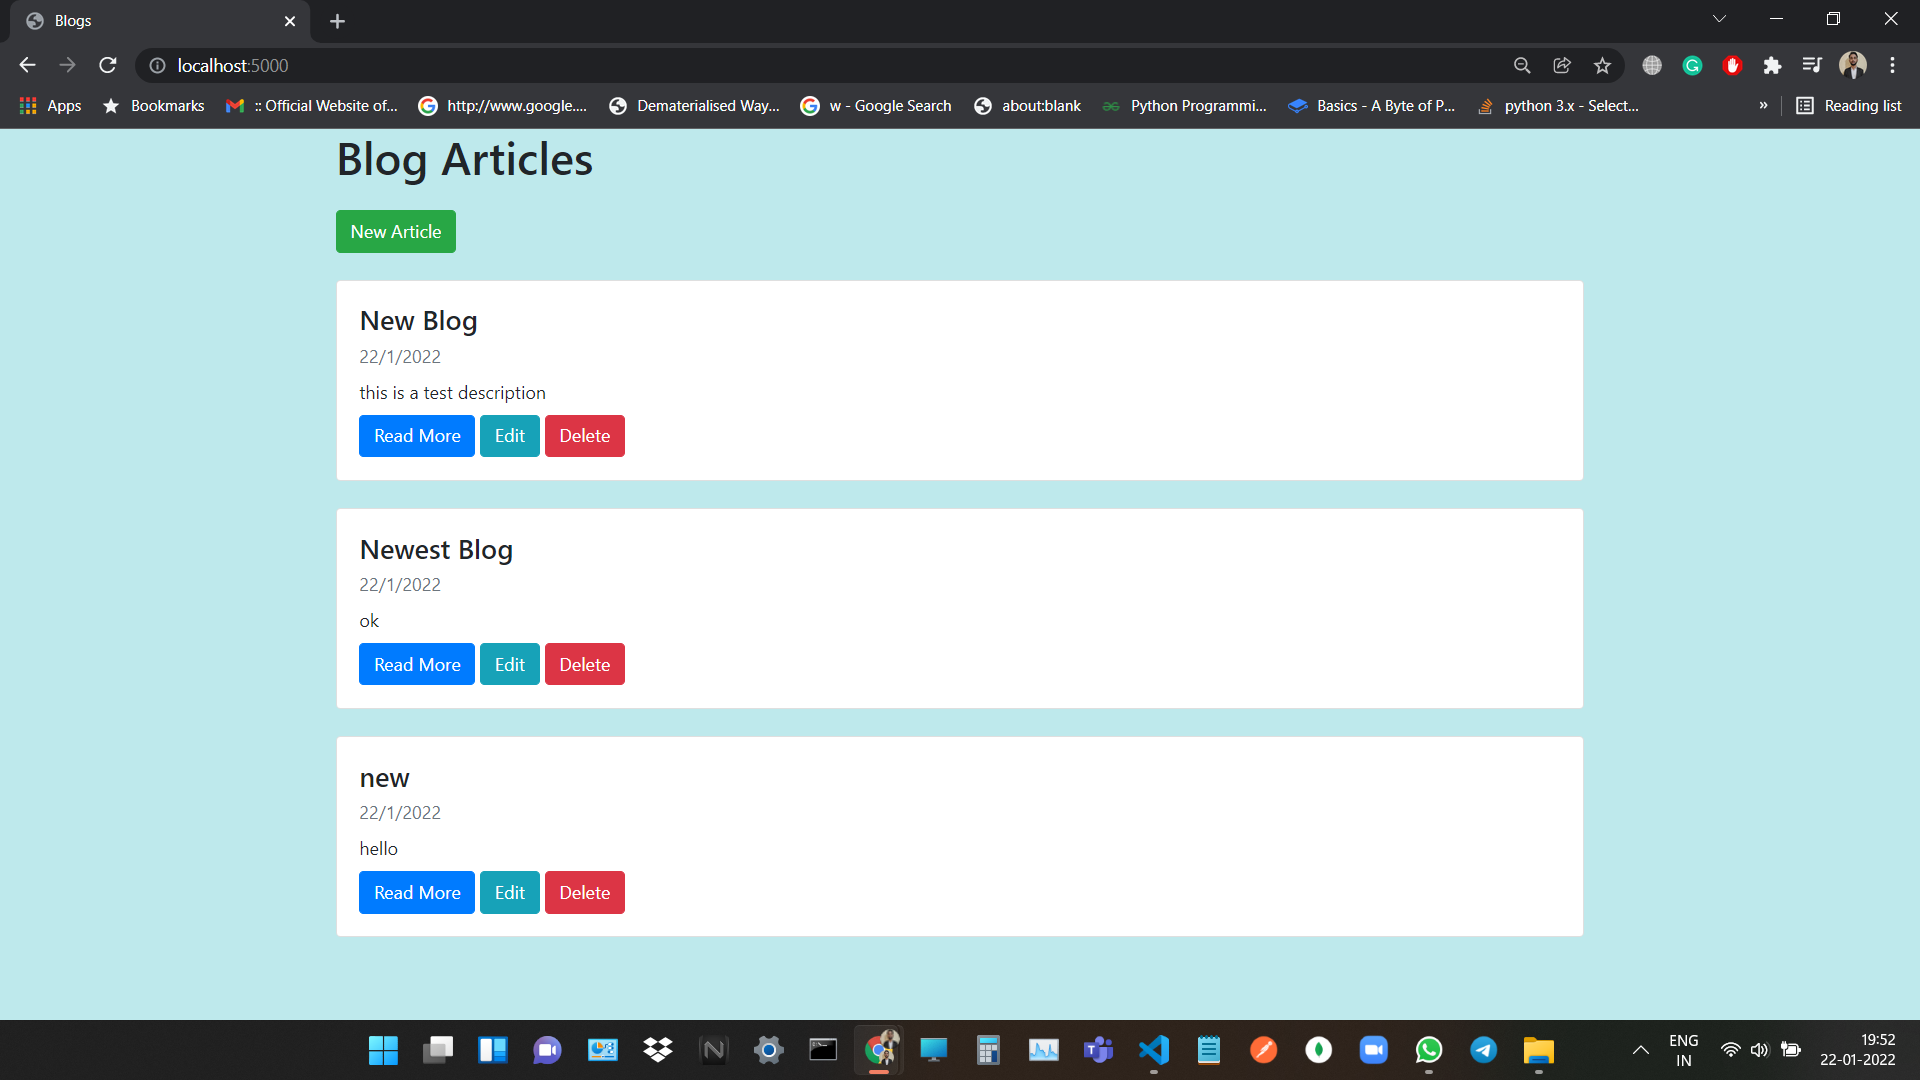 Blogs
localhost:5000
Apps Bookmarks :: Official Website of... http://www.google.... Dematerialised Way... w - Google Search about:blank Python Programmi... Basics - A Byte of P... python 3.x - Select... » Reading list
Blog Articles
New Article
New Blog
22/1/2022
this is a test description
Read More Edit Delete
Newest Blog
22/1/2022
ok
Read More Edit Delete
new
22/1/2022
hello
Read More Edit Delete
ENG
IN
19:52
22-01-2022